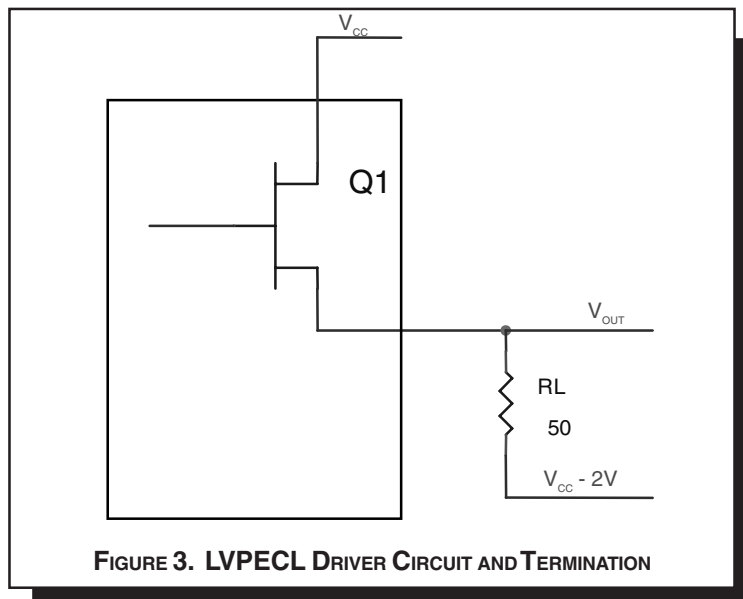 VCC
Q1
VOUT
RL
50
VCC - 2V
FIGURE 3. LVPECL DRIVER CIRCUIT AND TERMINATION